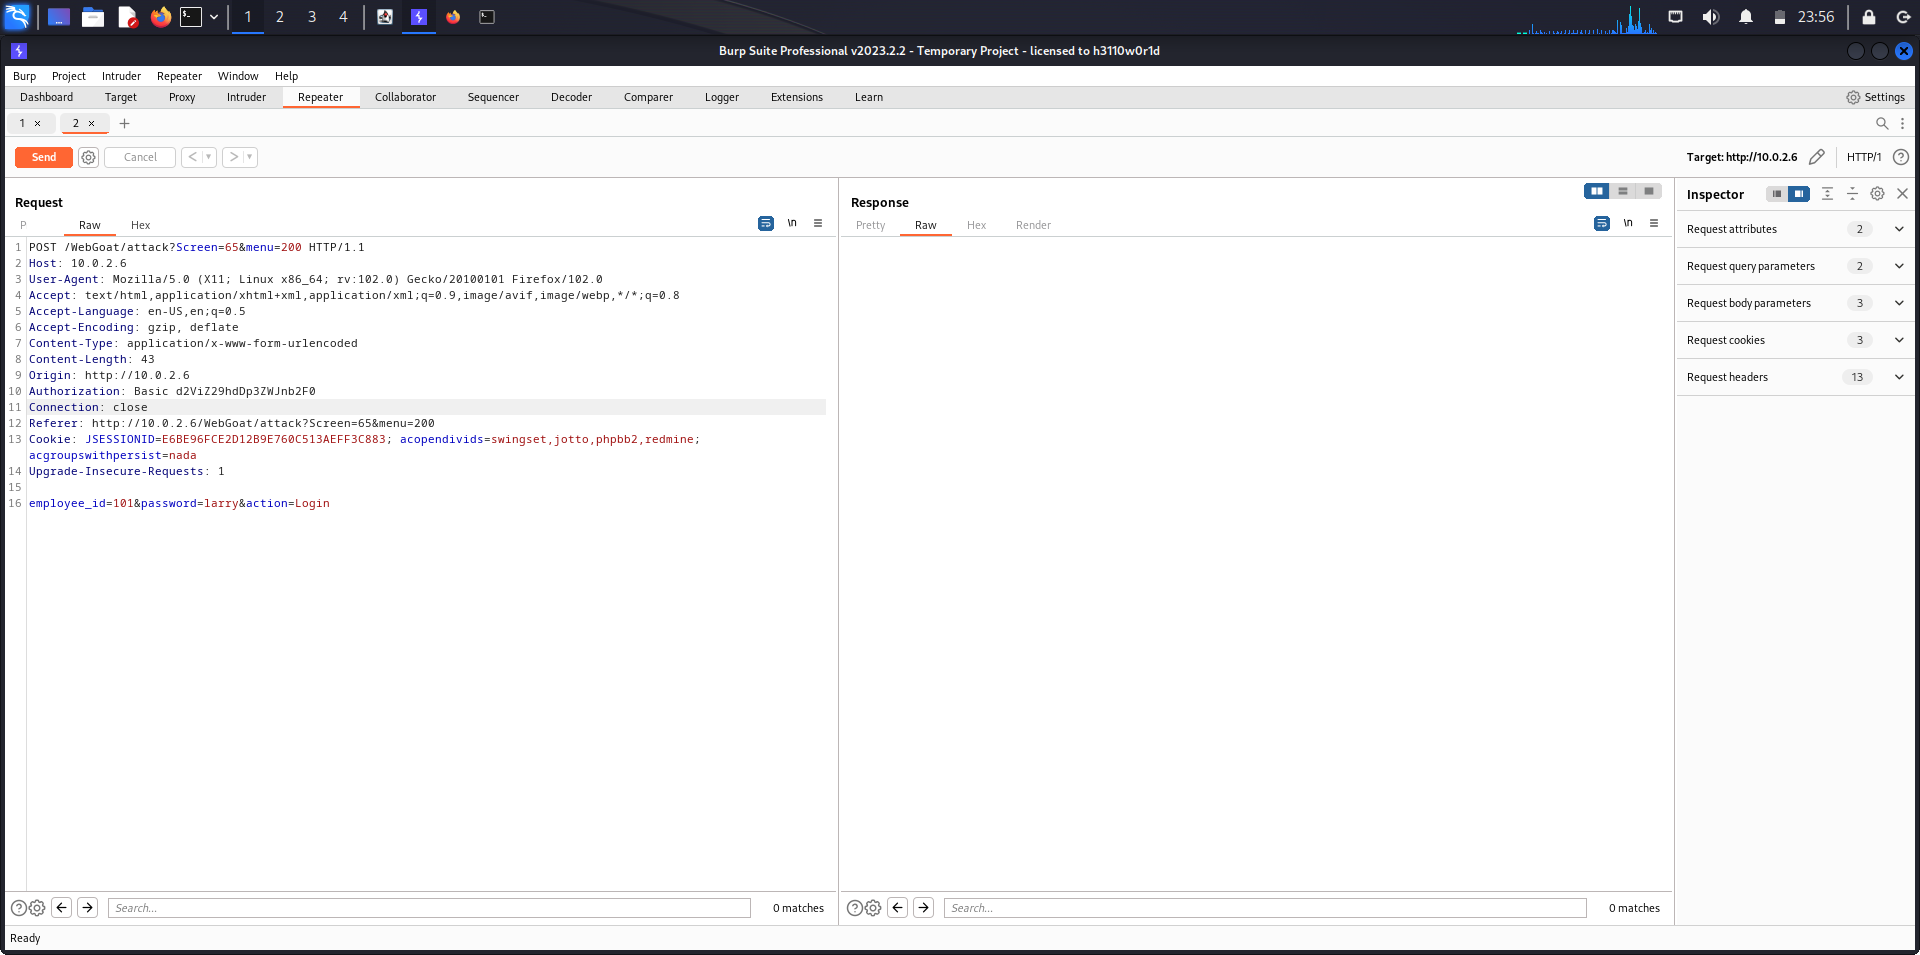 1 2 3 4 23:56
Burp Suite Professional v2023.2.2 - Temporary Project - licensed to h3110w0r1d
Burp Project Intruder Repeater Window Help
Dashboard Target Proxy Intruder Repeater Collaborator Sequencer Decoder Comparer Logger Extensions Learn Settings
1 × 2 × +
Send Cancel < > Target: http://10.0.2.6 HTTP/1 ?
Request
P Raw Hex \n
1 POST /WebGoat/attack?Screen=65&menu=200 HTTP/1.1
2 Host: 10.0.2.6
3 User-Agent: Mozilla/5.0 (X11; Linux x86_64; rv:102.0) Gecko/20100101 Firefox/102.0
4 Accept: text/html,application/xhtml+xml,application/xml;q=0.9,image/avif,image/webp,*/*;q=0.8
5 Accept-Language: en-US,en;q=0.5
6 Accept-Encoding: gzip, deflate
7 Content-Type: application/x-www-form-urlencoded
8 Content-Length: 43
9 Origin: http://10.0.2.6
10 Authorization: Basic d2ViZ29hdDp3ZWJnb2F0
11 Connection: close
12 Referer: http://10.0.2.6/WebGoat/attack?Screen=65&menu=200
13 Cookie: JSESSIONID=E6BE96FCE2D12B9E760C513AEFF3C883; acopendivids=swingset,jotto,phpbb2,redmine;
acgroupswithpersist=nada
14 Upgrade-Insecure-Requests: 1
15
16 employee_id=101&password=larry&action=Login
? Search... 0 matches
Response
Pretty Raw Hex Render \n
? Search... 0 matches
Inspector
Request attributes 2
Request query parameters 2
Request body parameters 3
Request cookies 3
Request headers 13
Ready